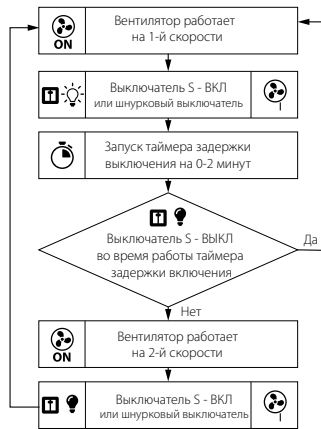 ON
Вентилятор работает
на 1-й скорости
Выключатель S - ВКЛ
или шнурковый выключатель
Запуск таймера задержки
выключения на 0-2 минут
Выключатель S - ВЫКЛ
во время работы таймера
задержки включения
Да
Нет
ON
Вентилятор работает
на 2-й скорости
Выключатель S - ВКЛ
или шнурковый выключатель